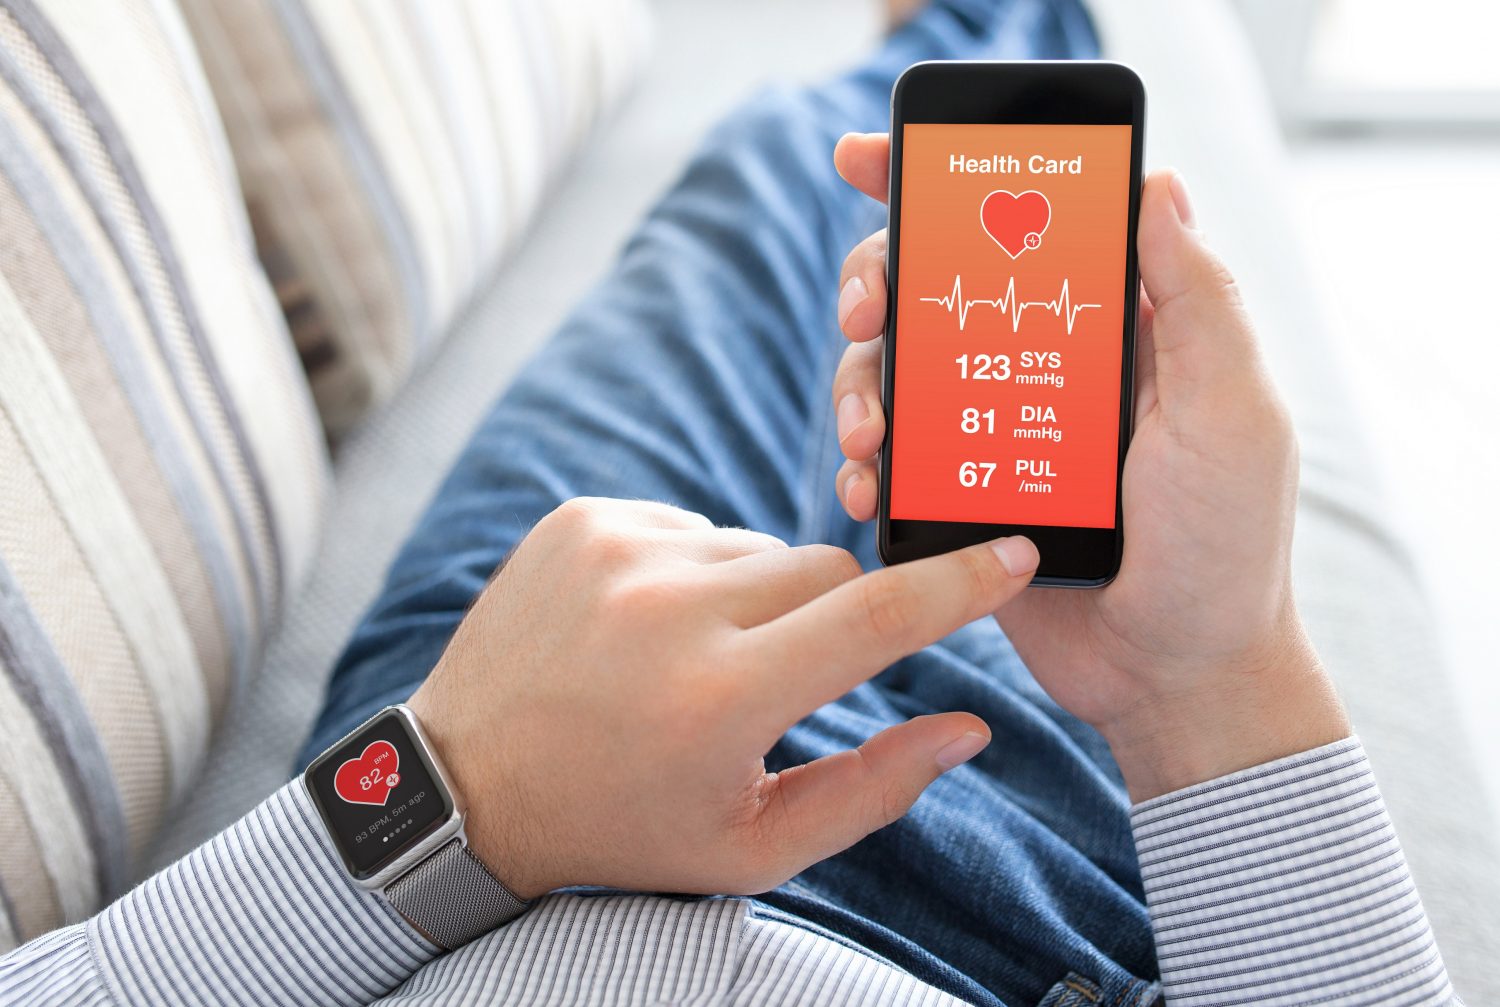 Health Card
123 SYS
mmHg
81 DIA
mmHg
67 PUL
/min
BPM
82
93 BPM, 5m ago